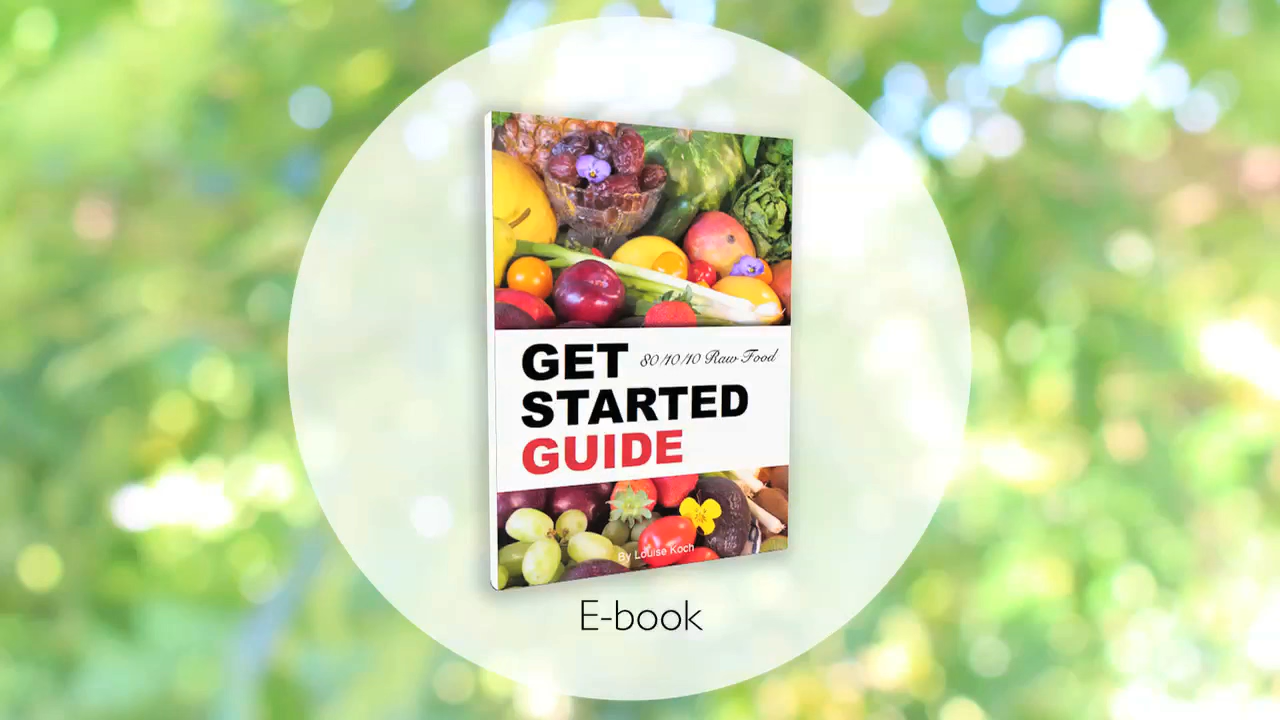 GET 80/10/10 Raw Food
STARTED
GUIDE
By Louise Koch
E-book